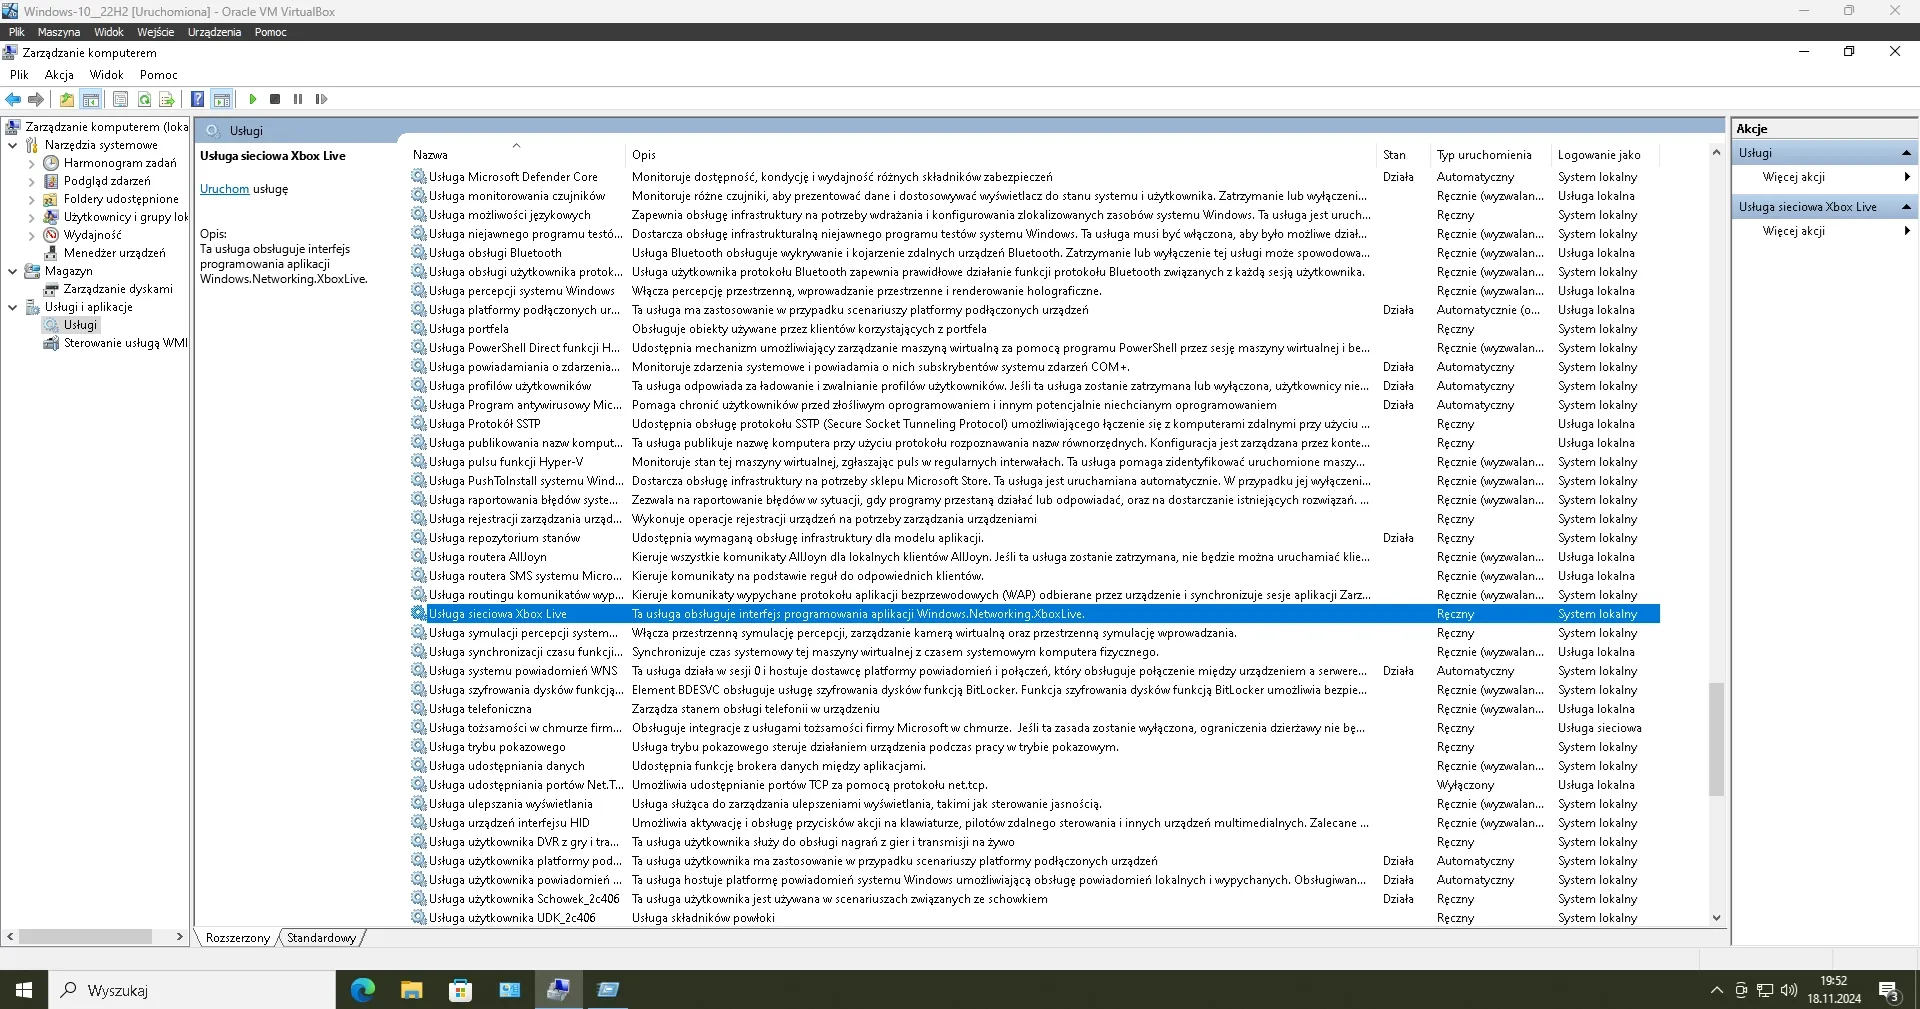 Windows-10__22H2 [Uruchomiona] - Oracle VM VirtualBox
Plik Maszyna Widok Wejście Urządzenia Pomoc
Zarządzanie komputerem
Plik Akcja Widok Pomoc
Zarządzanie komputerem (loka
Narzędzia systemowe
Harmonogram zadań
Podgląd zdarzeń
Foldery udostępnione
Użytkownicy i grupy lok
Wydajność
Menedżer urządzeń
Magazyn
Zarządzanie dyskami
Usługi i aplikacje
Usługi
Sterowanie usługą WMI
Usługi
Usługa sieciowa Xbox Live
Uruchom usługę
Opis:
Ta usługa obsługuje interfejs
programowania aplikacji
Windows.Networking.XboxLive.
Nazwa Opis Stan Typ uruchomienia Logowanie jako
Usługa Microsoft Defender Core Monitoruje dostępność, kondycję i wydajność różnych składników zabezpieczeń Działa Automatyczny System lokalny
Usługa monitorowania czujników Monitoruje różne czujniki, aby prezentować dane i dostosowywać wyświetlacz do stanu systemu i użytkownika. Zatrzymanie lub wyłączeni... Ręcznie (wyzwalan... Usługa lokalna
Usługa możliwości językowych Zapewnia obsługę infrastruktury na potrzeby wdrażania i konfigurowania zlokalizowanych zasobów systemu Windows. Ta usługa jest uruch... Ręczny System lokalny
Usługa niejawnego programu testó... Dostarcza obsługę infrastrukturalną niejawnego programu testów systemu Windows. Ta usługa musi być włączona, aby było możliwe dział... Ręcznie (wyzwalan... System lokalny
Usługa obsługi Bluetooth Usługa Bluetooth obsługuje wykrywanie i kojarzenie zdalnych urządzeń Bluetooth. Zatrzymanie lub wyłączenie tej usługi może spowodowa... Ręcznie (wyzwalan... Usługa lokalna
Usługa obsługi użytkownika protok... Usługa użytkownika protokołu Bluetooth zapewnia prawidłowe działanie funkcji protokołu Bluetooth związanych z każdą sesją użytkownika. Ręcznie (wyzwalan... System lokalny
Usługa percepcji systemu Windows Włącza percepcję przestrzenną, wprowadzanie przestrzenne i renderowanie holograficzne. Ręcznie (wyzwalan... Usługa lokalna
Usługa platformy podłączonych ur... Ta usługa ma zastosowanie w przypadku scenariuszy platformy podłączonych urządzeń Działa Automatycznie (o... Usługa lokalna
Usługa portfela Obsługuje obiekty używane przez klientów korzystających z portfela Ręczny System lokalny
Usługa PowerShell Direct funkcji H... Udostępnia mechanizm umożliwiający zarządzanie maszyną wirtualną za pomocą programu PowerShell przez sesję maszyny wirtualnej i be... Ręcznie (wyzwalan... System lokalny
Usługa powiadamiania o zdarzenia... Monitoruje zdarzenia systemowe i powiadamia o nich subskrybentów systemu zdarzeń COM+. Działa Automatyczny System lokalny
Usługa profilów użytkowników Ta usługa odpowiada za ładowanie i zwalnianie profilów użytkowników. Jeśli ta usługa zostanie zatrzymana lub wyłączona, użytkownicy nie... Działa Automatyczny System lokalny
Usługa Program antywirusowy Mic... Pomaga chronić użytkowników przed złośliwym oprogramowaniem i innym potencjalnie niechcianym oprogramowaniem Działa Automatyczny System lokalny
Usługa Protokół SSTP Udostępnia obsługę protokołu SSTP (Secure Socket Tunneling Protocol) umożliwiającego łączenie się z komputerami zdalnymi przy użyciu ... Ręczny Usługa lokalna
Usługa publikowania nazw komput... Ta usługa publikuje nazwę komputera przy użyciu protokołu rozpoznawania nazw równorzędnych. Konfiguracja jest zarządzana przez konte... Ręczny Usługa lokalna
Usługa pulsu funkcji Hyper-V Monitoruje stan tej maszyny wirtualnej, zgłaszając puls w regularnych interwałach. Ta usługa pomaga zidentyfikować uruchomione maszy... Ręcznie (wyzwalan... System lokalny
Usługa PushToInstall systemu Wind... Dostarcza obsługę infrastruktury na potrzeby sklepu Microsoft Store. Ta usługa jest uruchamiana automatycznie. W przypadku jej wyłączeni... Ręcznie (wyzwalan... System lokalny
Usługa raportowania błędów syste... Zezwala na raportowanie błędów w sytuacji, gdy programy przestaną działać lub odpowiadać, oraz na dostarczanie istniejących rozwiązań. ... Ręcznie (wyzwalan... System lokalny
Usługa rejestracji zarządzania urząd... Wykonuje operacje rejestracji urządzeń na potrzeby zarządzania urządzeniami Ręczny System lokalny
Usługa repozytorium stanów Udostępnia wymaganą obsługę infrastruktury dla modelu aplikacji. Działa Ręczny System lokalny
Usługa routera AllJoyn Kieruje wszystkie komunikaty AllJoyn dla lokalnych klientów AllJoyn. Jeśli ta usługa zostanie zatrzymana, nie będzie można uruchamiać klie... Ręcznie (wyzwalan... Usługa lokalna
Usługa routera SMS systemu Micro... Kieruje komunikaty na podstawie reguł do odpowiednich klientów. Ręcznie (wyzwalan... System lokalny
Usługa routingu komunikatów wyp... Kieruje komunikaty wypychane protokołu aplikacji bezprzewodowych (WAP) odbierane przez urządzenie i synchronizuje sesje aplikacji Zarz... Ręcznie (wyzwalan... System lokalny
Usługa sieciowa Xbox Live Ta usługa obsługuje interfejs programowania aplikacji Windows.Networking.XboxLive. Ręczny System lokalny
Usługa symulacji percepcji system... Włącza przestrzenną symulację percepcji, zarządzanie kamerą wirtualną oraz przestrzenną symulację wprowadzania. Ręczny System lokalny
Usługa synchronizacji czasu funkcji... Synchronizuje czas systemowy tej maszyny wirtualnej z czasem systemowym komputera fizycznego. Ręcznie (wyzwalan... Usługa lokalna
Usługa systemu powiadomień WNS Ta usługa działa w sesji 0 i hostuje dostawcę platformy powiadomień i połączeń, który obsługuje połączenie między urządzeniem a serwere... Działa Automatyczny System lokalny
Usługa szyfrowania dysków funkcją... Element BDESVC obsługuje usługę szyfrowania dysków funkcją BitLocker. Funkcja szyfrowania dysków funkcją BitLocker umożliwia bezpie... Ręcznie (wyzwalan... System lokalny
Usługa telefoniczna Zarządza stanem obsługi telefonii w urządzeniu Ręcznie (wyzwalan... Usługa lokalna
Usługa tożsamości w chmurze firm... Obsługuje integracje z usługami tożsamości firmy Microsoft w chmurze. Jeśli ta zasada zostanie wyłączona, ograniczenia dzierżawy nie bę... Ręczny Usługa sieciowa
Usługa trybu pokazowego Usługa trybu pokazowego steruje działaniem urządzenia podczas pracy w trybie pokazowym. Ręczny System lokalny
Usługa udostępniania danych Udostępnia funkcję brokera danych między aplikacjami. Ręcznie (wyzwalan... System lokalny
Usługa udostępniania portów Net.T... Umożliwia udostępnianie portów TCP za pomocą protokołu net.tcp. Wyłączony Usługa lokalna
Usługa ulepszania wyświetlania Usługa służąca do zarządzania ulepszeniami wyświetlania, takimi jak sterowanie jasnością. Ręcznie (wyzwalan... System lokalny
Usługa urządzeń interfejsu HID Umożliwia aktywację i obsługę przycisków akcji na klawiaturze, pilotów zdalnego sterowania i innych urządzeń multimedialnych. Zalecane ... Ręcznie (wyzwalan... System lokalny
Usługa użytkownika DVR z gry i tra... Ta usługa użytkownika służy do obsługi nagrań z gier i transmisji na żywo Ręczny System lokalny
Usługa użytkownika platformy pod... Ta usługa użytkownika ma zastosowanie w przypadku scenariuszy platformy podłączonych urządzeń Działa Automatyczny System lokalny
Usługa użytkownika powiadomień ... Ta usługa hostuje platformę powiadomień systemu Windows umożliwiającą obsługę powiadomień lokalnych i wypychanych. Obsługiwan... Działa Automatyczny System lokalny
Usługa użytkownika Schowek_2c406 Ta usługa użytkownika jest używana w scenariuszach związanych ze schowkiem Działa Ręczny System lokalny
Usługa użytkownika UDK_2c406 Usługa składników powłoki Ręczny System lokalny
Rozszerzony Standardowy
Akcje
Usługi
Więcej akcji
Usługa sieciowa Xbox Live
Więcej akcji
Wyszukaj
19:52
18.11.2024
3